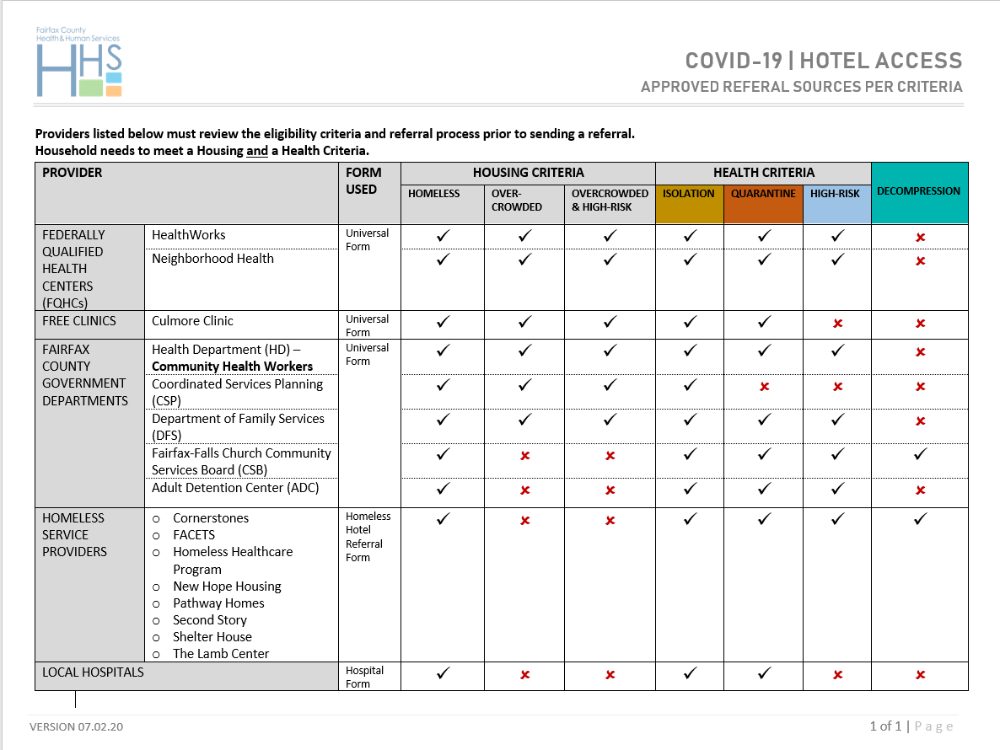 Fairfax County
Health & Human Services
HHS
COVID-19 | HOTEL ACCESS
APPROVED REFERAL SOURCES PER CRITERIA
Providers listed below must review the eligibility criteria and referral process prior to sending a referral.
Household needs to meet a Housing and a Health Criteria.
PROVIDER
FORM
USED
HOUSING CRITERIA
HEALTH CRITERIA
DECOMPRESSION
HOMELESS
OVER-
CROWDED
OVERCROWDED
& HIGH-RISK
ISOLATION
QUARANTINE
HIGH-RISK
FEDERALLY
QUALIFIED
HEALTH
CENTERS
(FQHCs)
HealthWorks
Universal
Form
✓ ✓ ✓ ✓ ✓ ✓ ✗
Neighborhood Health
✓ ✓ ✓ ✓ ✓ ✓ ✗
FREE CLINICS
Culmore Clinic
Universal
Form
✓ ✓ ✓ ✓ ✓ ✗ ✗
FAIRFAX
COUNTY
GOVERNMENT
DEPARTMENTS
Health Department (HD) –
Community Health Workers
Universal
Form
✓ ✓ ✓ ✓ ✓ ✓ ✗
Coordinated Services Planning
(CSP)
✓ ✓ ✓ ✓ ✗ ✗ ✗
Department of Family Services
(DFS)
✓ ✓ ✓ ✓ ✓ ✓ ✗
Fairfax-Falls Church Community
Services Board (CSB)
✓ ✗ ✗ ✓ ✓ ✓ ✓
Adult Detention Center (ADC)
✓ ✗ ✗ ✓ ✓ ✓ ✗
HOMELESS
SERVICE
PROVIDERS
o Cornerstones
o FACETS
o Homeless Healthcare
Program
o New Hope Housing
o Pathway Homes
o Second Story
o Shelter House
o The Lamb Center
Homeless
Hotel
Referral
Form
✓ ✗ ✗ ✓ ✓ ✓ ✓
LOCAL HOSPITALS
Hospital
Form
✓ ✗ ✗ ✓ ✓ ✗ ✗
VERSION 07.02.20
1 of 1 | Page